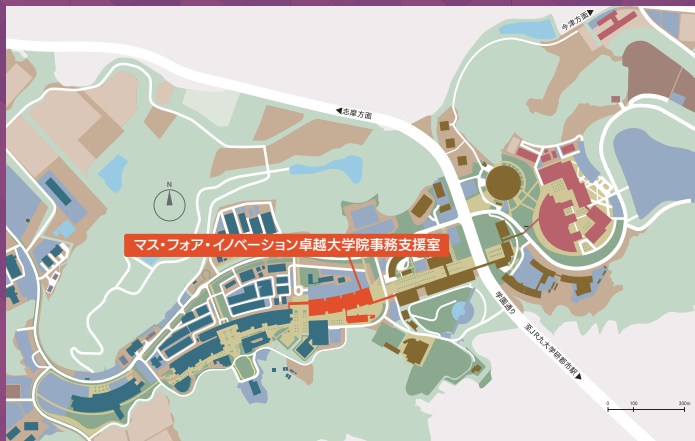 今津方面▶
◀志摩方面
N
マス・フォア・イノベーション卓越大学院事務支援室
学園通り
至JR九大学研都市駅▶
0 100 300m